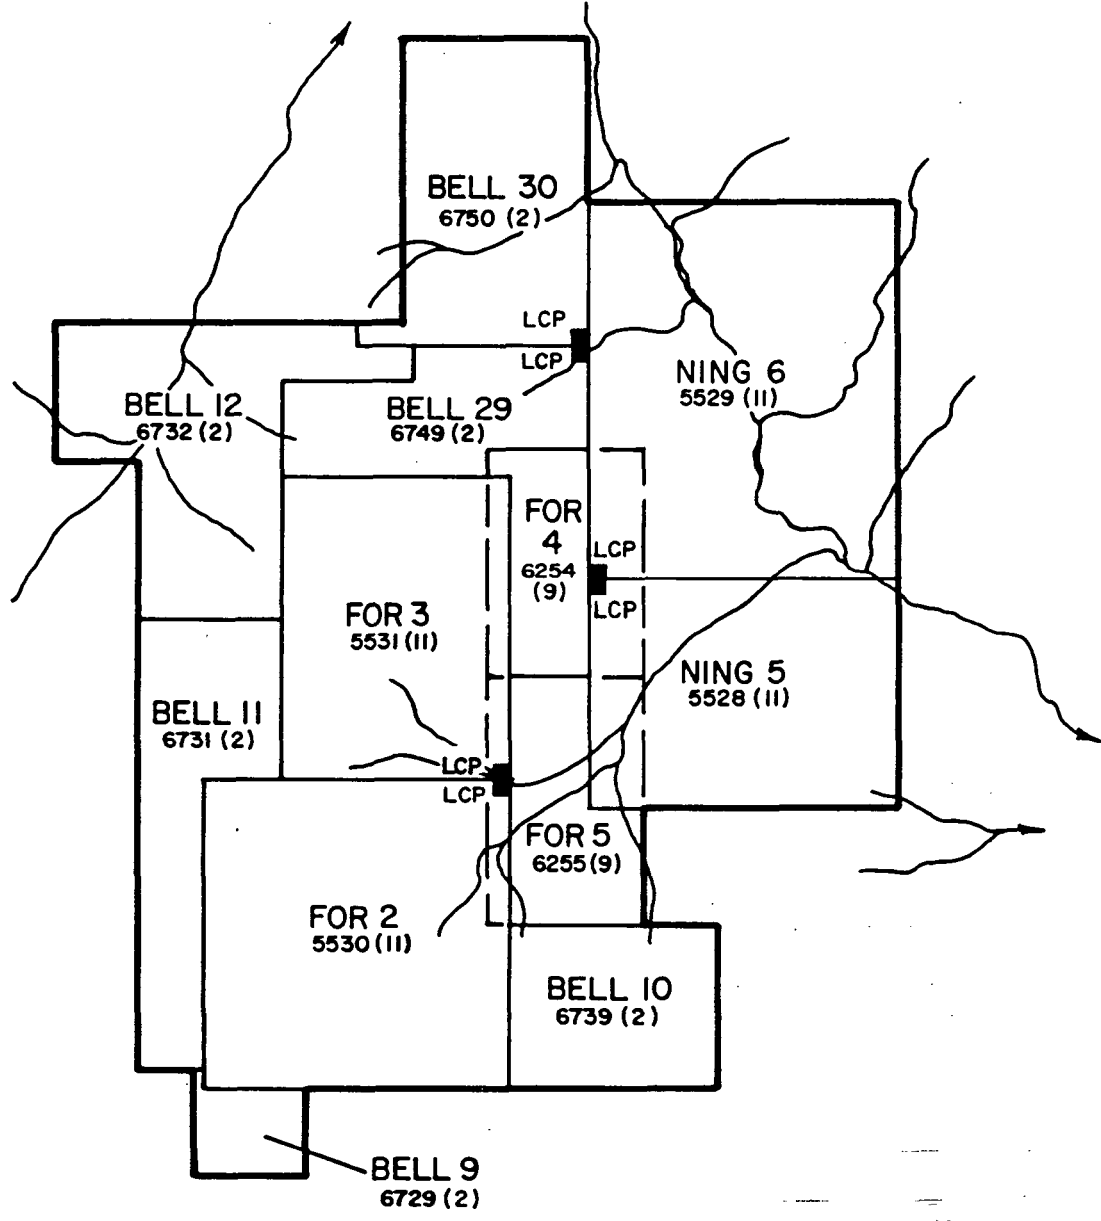 BELL 30
6750 (2)
LCP
LCP
NING 6
5529 (11)
BELL 12
6732 (2)
BELL 29
6749 (2)
FOR
4
6254
(9)
LCP
LCP
FOR 3
5531 (11)
NING 5
5528 (11)
BELL 11
6731 (2)
LCP
LCP
FOR 5
6255 (9)
FOR 2
5530 (11)
BELL 10
6739 (2)
BELL 9
6729 (2)